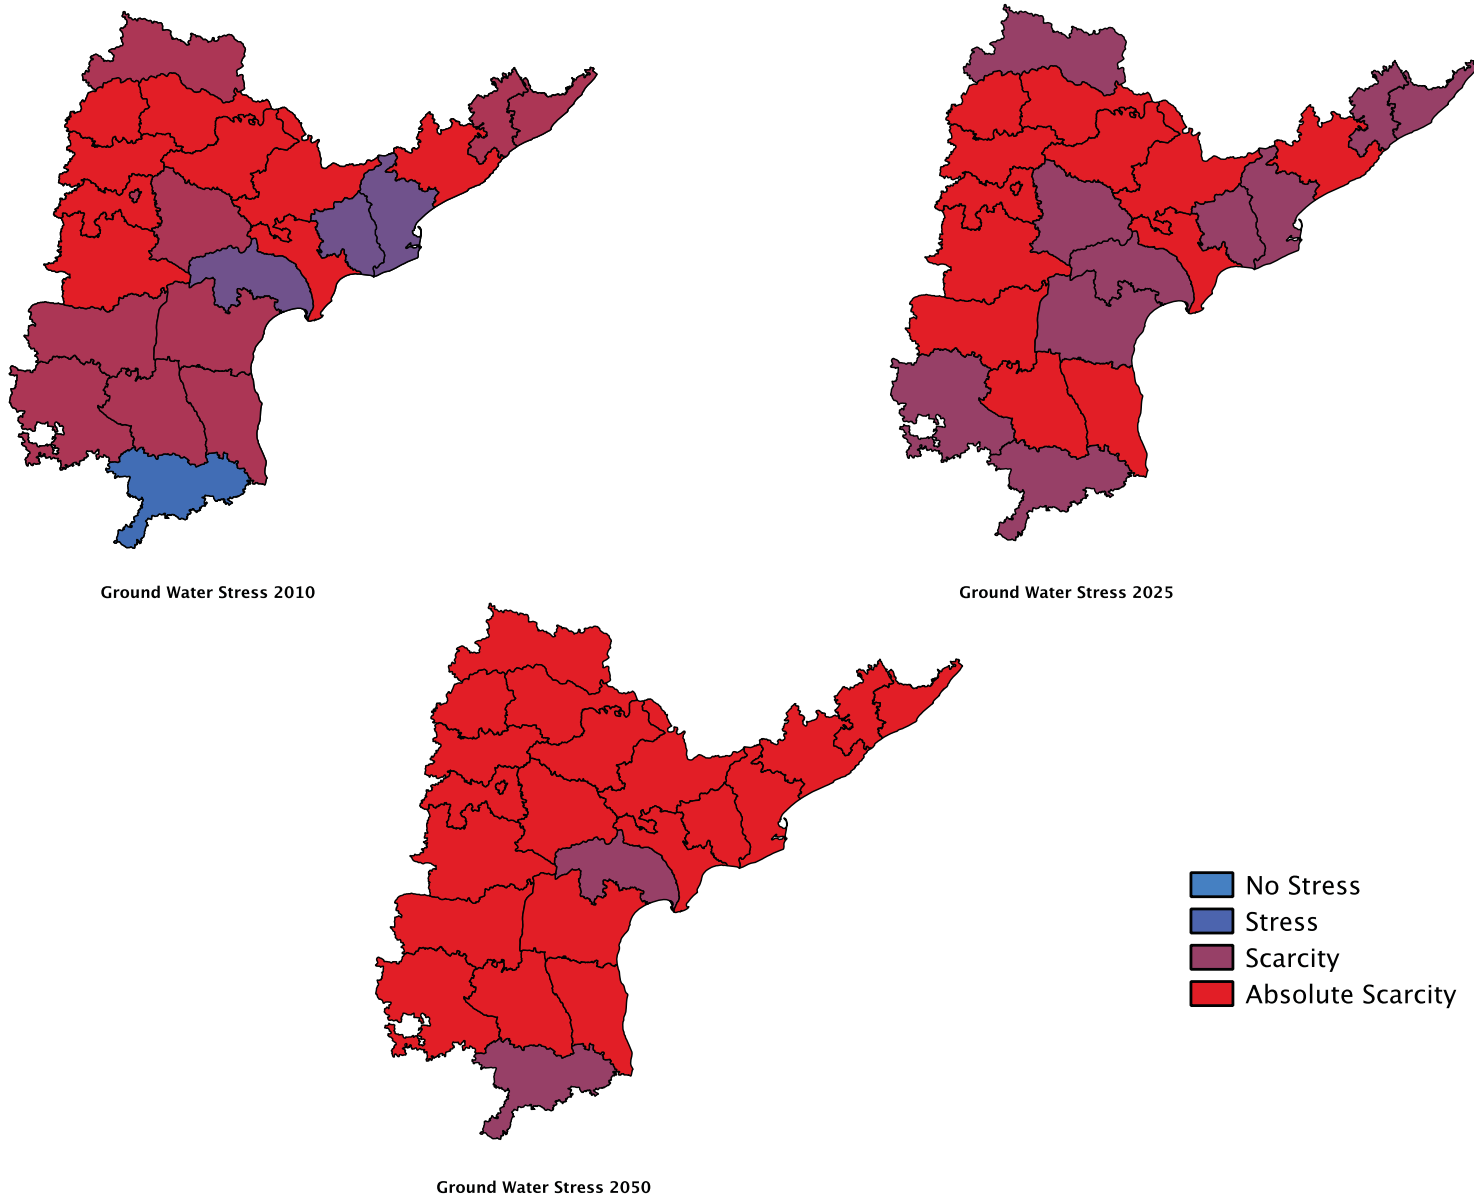 Ground Water Stress 2010
Ground Water Stress 2025
No Stress
Stress
Scarcity
Absolute Scarcity
Ground Water Stress 2050